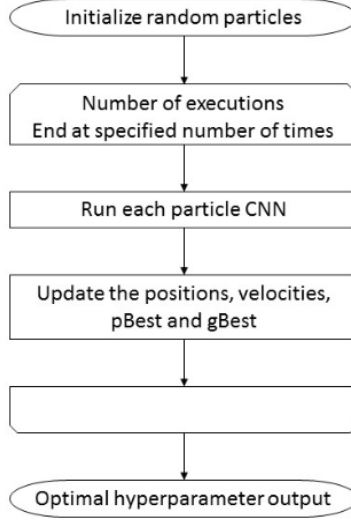 Initialize random particles
Number of executions
End at specified number of times
Run each particle CNN
Update the positions, velocities,
pBest and gBest
Optimal hyperparameter output